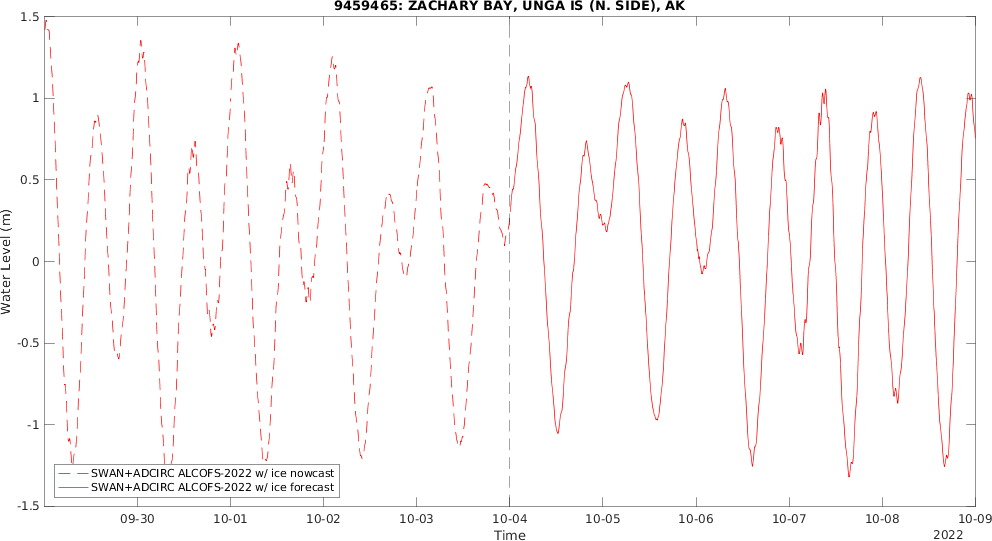 9459465: ZACHARY BAY, UNGA IS (N. SIDE), AK
1.5
1
0.5
0
-0.5
-1
-1.5
Water Level (m)
SWAN+ADCIRC ALCOFS-2022 w/ ice nowcast
SWAN+ADCIRC ALCOFS-2022 w/ ice forecast
09-30 10-01 10-02 10-03 10-04 10-05 10-06 10-07 10-08 10-09
Time
2022